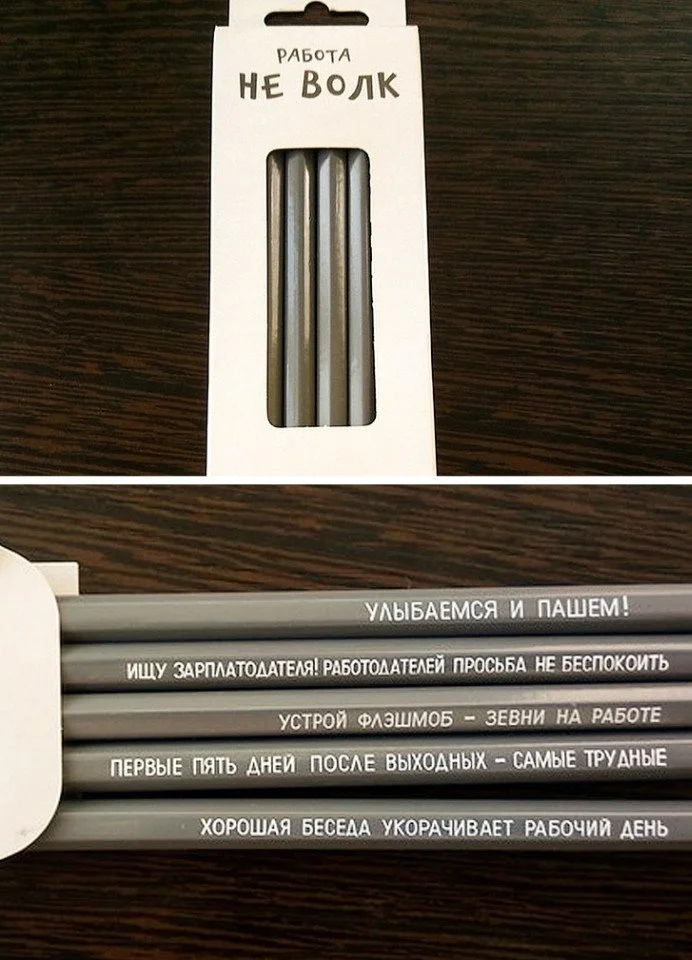 РАБОТА
НЕ ВОЛК
УЛЫБАЕМСЯ И ПАШЕМ!
ИЩУ ЗАРПЛАТОДАТЕЛЯ! РАБОТОДАТЕЛЕЙ ПРОСЬБА НЕ БЕСПОКОИТЬ
УСТРОЙ ФЛЭШМОБ – ЗЕВНИ НА РАБОТЕ
ПЕРВЫЕ ПЯТЬ ДНЕЙ ПОСЛЕ ВЫХОДНЫХ – САМЫЕ ТРУДНЫЕ
ХОРОШАЯ БЕСЕДА УКОРАЧИВАЕТ РАБОЧИЙ ДЕНЬ